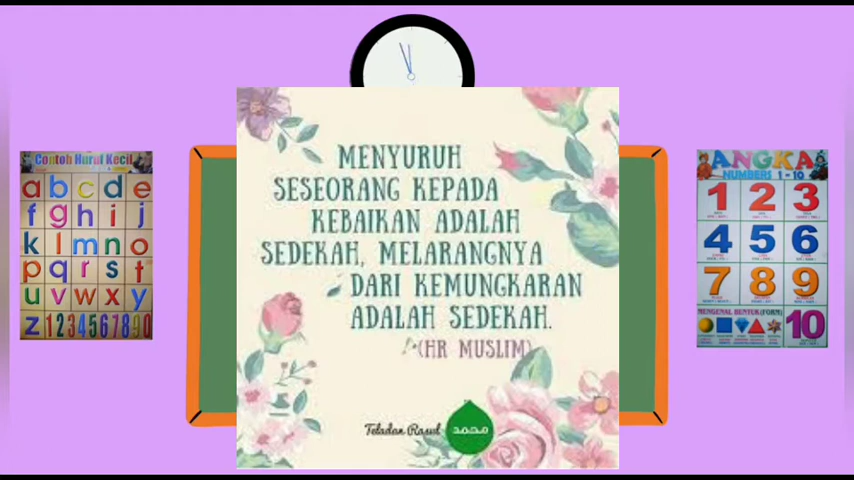 Contoh Huruf Kecil
a b c d e
f g h i j
k l m n o
p q r s t
u v w x y
z 1 2 3 4 5 6 7 8 9 0
MENYURUH
SESEORANG KEPADA
KEBAIKAN ADALAH
SEDEKAH, MELARANGNYA
DARI KEMUNGKARAN
ADALAH SEDEKAH.
(HR MUSLIM)
Teladan Rasul
محمد
ANGKA
NUMBERS 1 - 10
1 2 3
4 5 6
7 8 9
MENGENAL BENTUK (FORM)
10